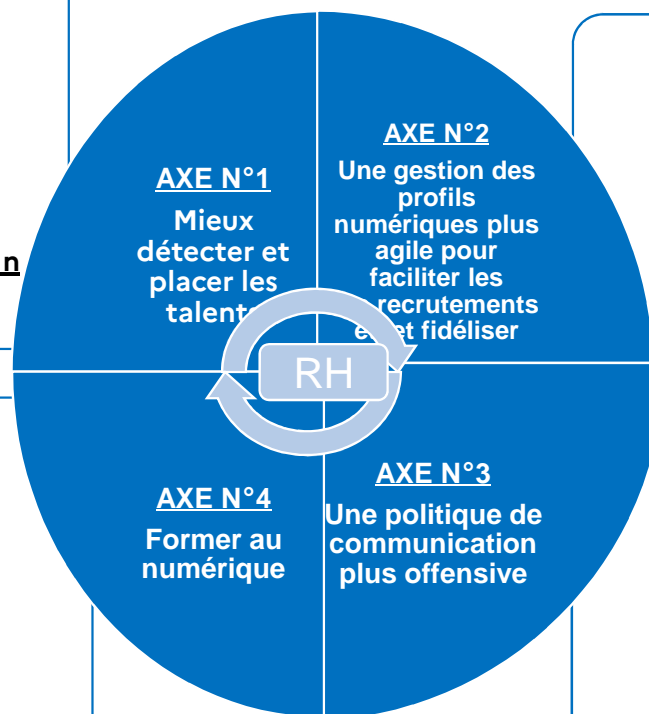 AXE N°1
Mieux
détecter et
placer les
talents
AXE N°2
Une gestion des
profils
numériques plus
agile pour
faciliter les
recrutements
et fidéliser
n
RH
AXE N°4
Former au
numérique
AXE N°3
Une politique de
communication
plus offensive